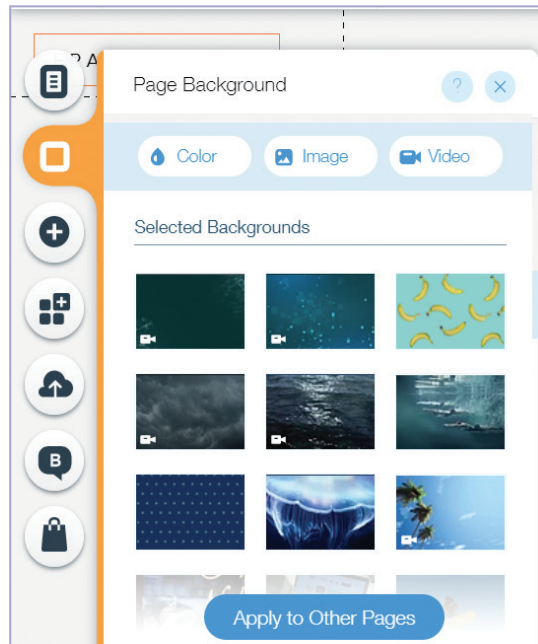 Page Background
?
Color
Image
Video
Selected Backgrounds
B
Apply to Other Pages